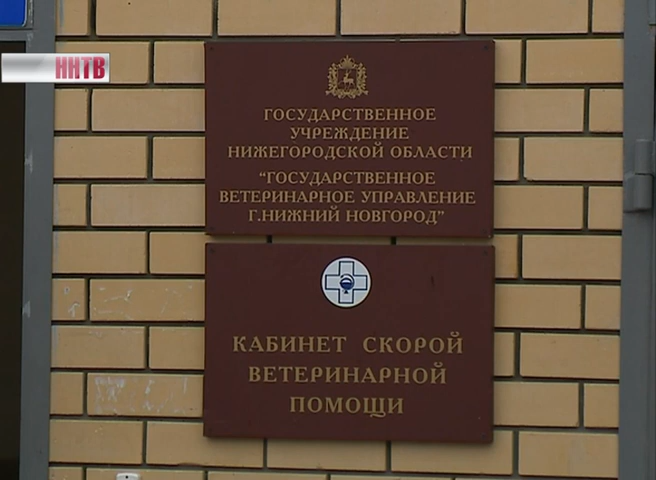 ННТВ
ГОСУДАРСТВЕННОЕ
УЧРЕЖДЕНИЕ
НИЖЕГОРОДСКОЙ ОБЛАСТИ
"ГОСУДАРСТВЕННОЕ
ВЕТЕРИНАРНОЕ УПРАВЛЕНИЕ
Г.НИЖНИЙ НОВГОРОД"
КАБИНЕТ СКОРОЙ
ВЕТЕРИНАРНОЙ
ПОМОЩИ